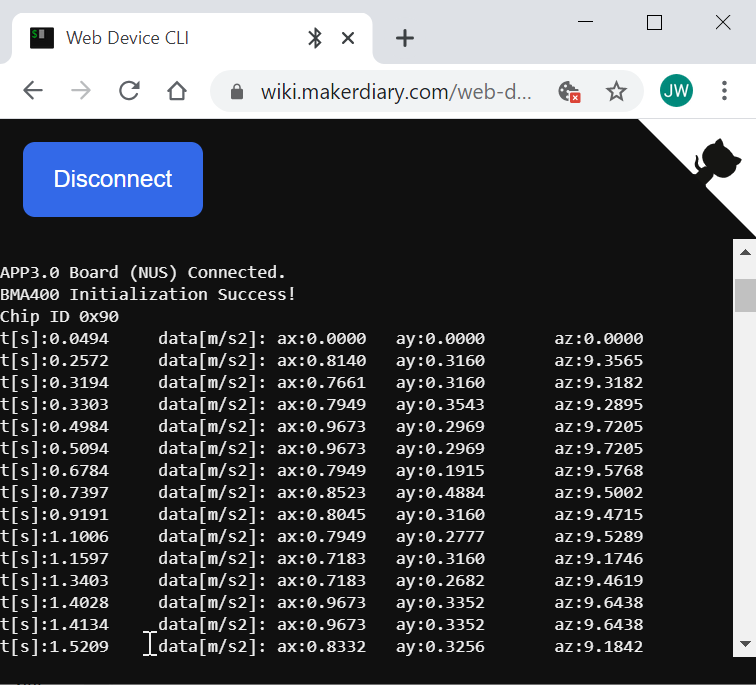 Web Device CLI
wiki.makerdiary.com/web-d...
JW
Disconnect
APP3.0 Board (NUS) Connected.
BMA400 Initialization Success!
Chip ID 0x90
t[s]:0.0494 data[m/s2]: ax:0.0000 ay:0.0000 az:0.0000
t[s]:0.2572 data[m/s2]: ax:0.8140 ay:0.3160 az:9.3565
t[s]:0.3194 data[m/s2]: ax:0.7661 ay:0.3160 az:9.3182
t[s]:0.3303 data[m/s2]: ax:0.7949 ay:0.3543 az:9.2895
t[s]:0.4984 data[m/s2]: ax:0.9673 ay:0.2969 az:9.7205
t[s]:0.5094 data[m/s2]: ax:0.9673 ay:0.2969 az:9.7205
t[s]:0.6784 data[m/s2]: ax:0.7949 ay:0.1915 az:9.5768
t[s]:0.7397 data[m/s2]: ax:0.8523 ay:0.4884 az:9.5002
t[s]:0.9191 data[m/s2]: ax:0.8045 ay:0.3160 az:9.4715
t[s]:1.1006 data[m/s2]: ax:0.7949 ay:0.2777 az:9.5289
t[s]:1.1597 data[m/s2]: ax:0.7183 ay:0.3160 az:9.1746
t[s]:1.3403 data[m/s2]: ax:0.7183 ay:0.2682 az:9.4619
t[s]:1.4028 data[m/s2]: ax:0.9673 ay:0.3352 az:9.6438
t[s]:1.4134 data[m/s2]: ax:0.9673 ay:0.3352 az:9.6438
t[s]:1.5209 data[m/s2]: ax:0.8332 ay:0.3256 az:9.1842